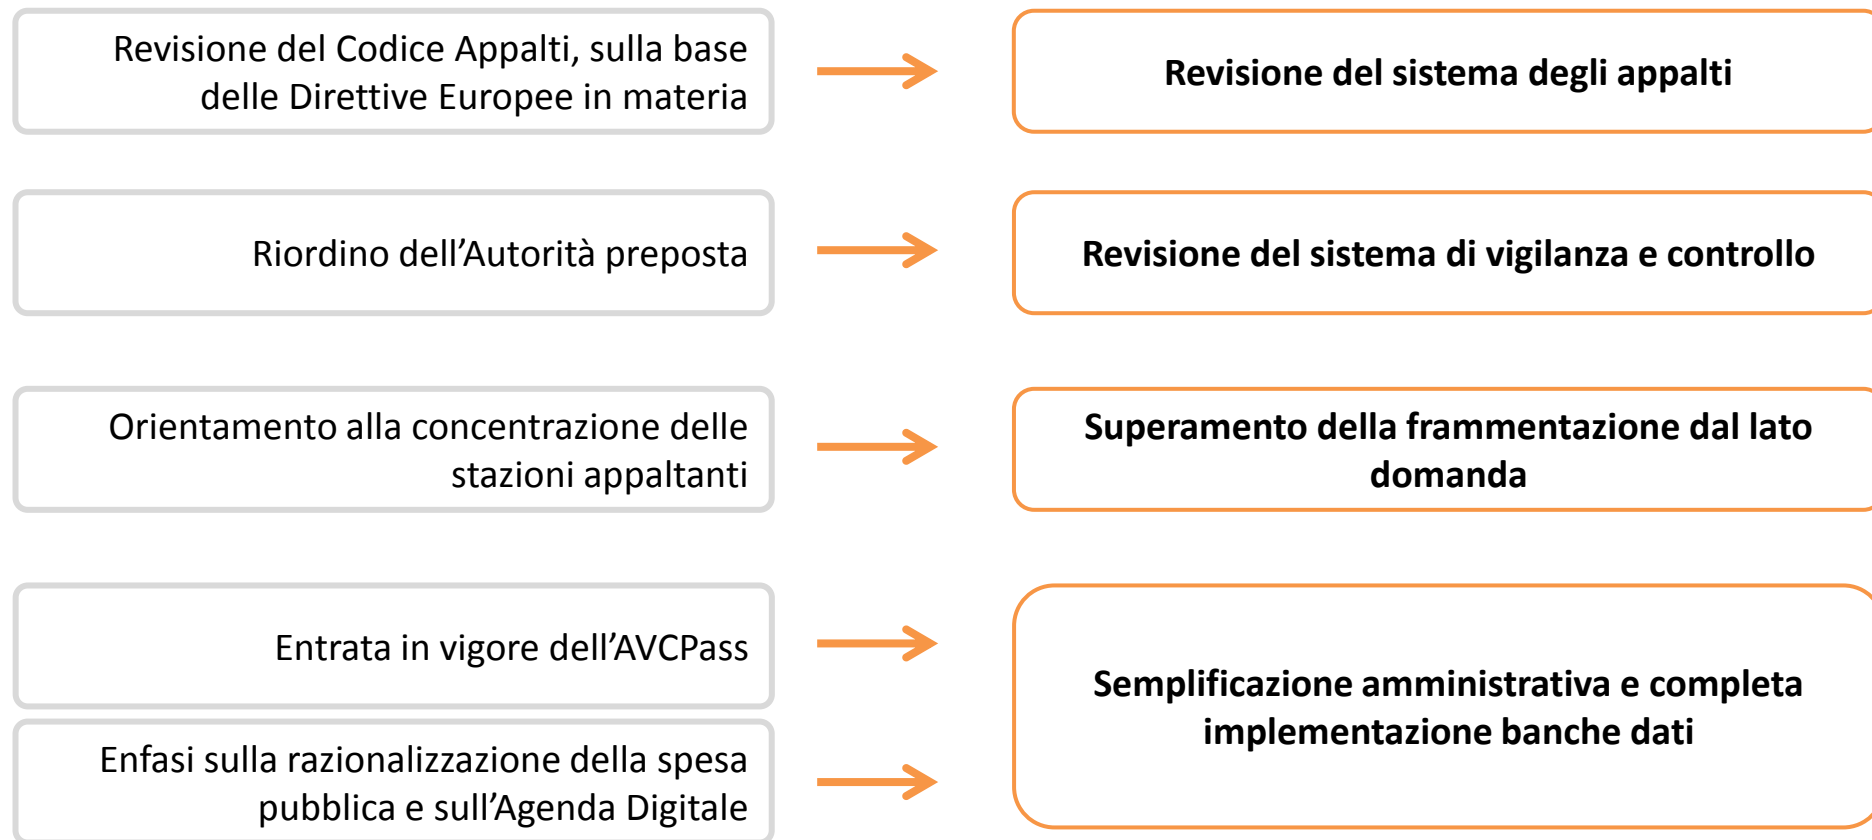 Revisione del Codice Appalti, sulla base
delle Direttive Europee in materia
Revisione del sistema degli appalti
Riordino dell’Autorità preposta
Revisione del sistema di vigilanza e controllo
Orientamento alla concentrazione delle
stazioni appaltanti
Superamento della frammentazione dal lato
domanda
Entrata in vigore dell’AVCPass
Enfasi sulla razionalizzazione della spesa
pubblica e sull’Agenda Digitale
Semplificazione amministrativa e completa
implementazione banche dati